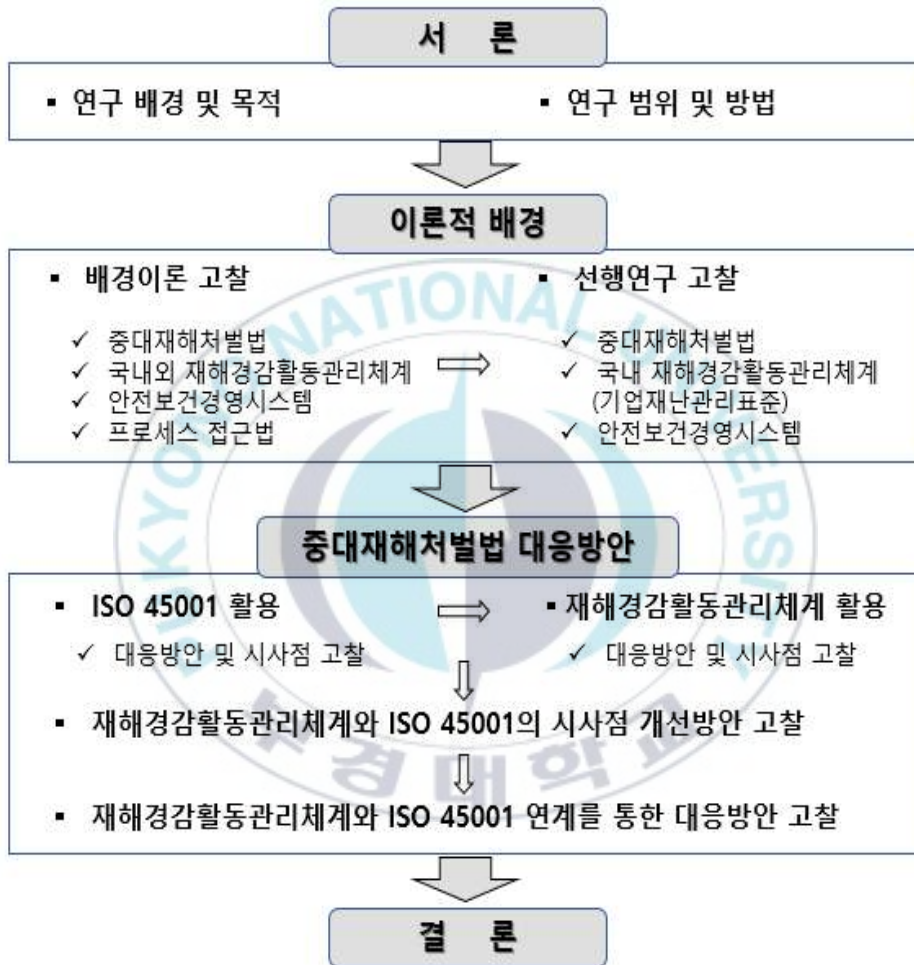 서 론
▪ 연구 배경 및 목적
▪ 연구 범위 및 방법
이론적 배경
▪ 배경이론 고찰
✓ 중대재해처벌법
✓ 국내외 재해경감활동관리체계
✓ 안전보건경영시스템
✓ 프로세스 접근법
▪ 선행연구 고찰
✓ 중대재해처벌법
✓ 국내 재해경감활동관리체계
(기업재난관리표준)
✓ 안전보건경영시스템
중대재해처벌법 대응방안
▪ ISO 45001 활용
✓ 대응방안 및 시사점 고찰
▪ 재해경감활동관리체계 활용
✓ 대응방안 및 시사점 고찰
▪ 재해경감활동관리체계와 ISO 45001의 시사점 개선방안 고찰
▪ 재해경감활동관리체계와 ISO 45001 연계를 통한 대응방안 고찰
결 론
PUKYONG NATIONAL UNIVERSITY
부경대학교